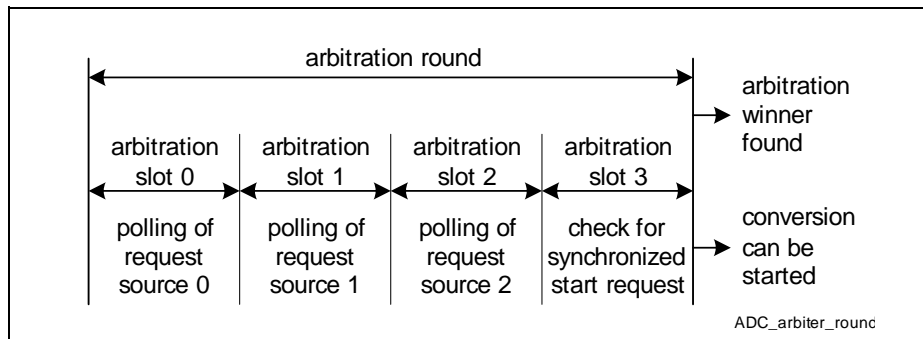 arbitration round
arbitration
winner
found
arbitration
slot 0
arbitration
slot 1
arbitration
slot 2
arbitration
slot 3
polling of
request
source 0
polling of
request
source 1
polling of
request
source 2
check for
synchronized
start request
conversion
can be
started
ADC_arbiter_round